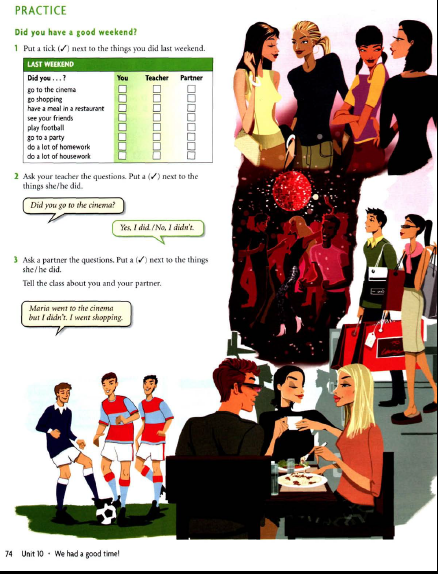 PRACTICE
Did you have a good weekend?
1 Put a tick (✓) next to the things you did last weekend.
LAST WEEKEND
Did you . . . ? You Teacher Partner
go to the cinema
go shopping
have a meal in a restaurant
see your friends
play football
go to a party
do a lot of homework
do a lot of housework
2 Ask your teacher the questions. Put a (✓) next to the
things she/he did.
Did you go to the cinema?
Yes, I did./No, I didn't.
3 Ask a partner the questions. Put a (✓) next to the things
she/he did.
Tell the class about you and your partner.
Maria went to the cinema
but I didn't. I went shopping.
74 Unit 10 · We had a good time!